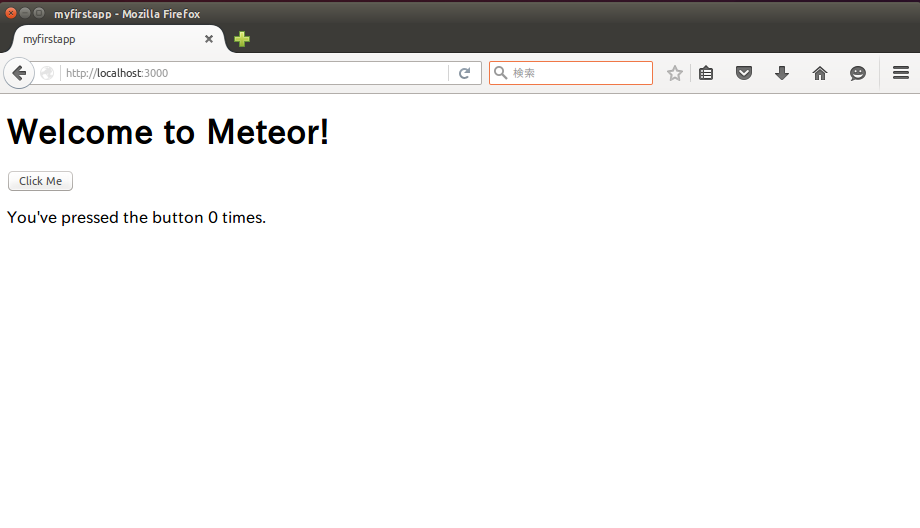 myfirstapp - Mozilla Firefox
myfirstapp
http://localhost:3000
検索
Welcome to Meteor!
Click Me
You've pressed the button 0 times.